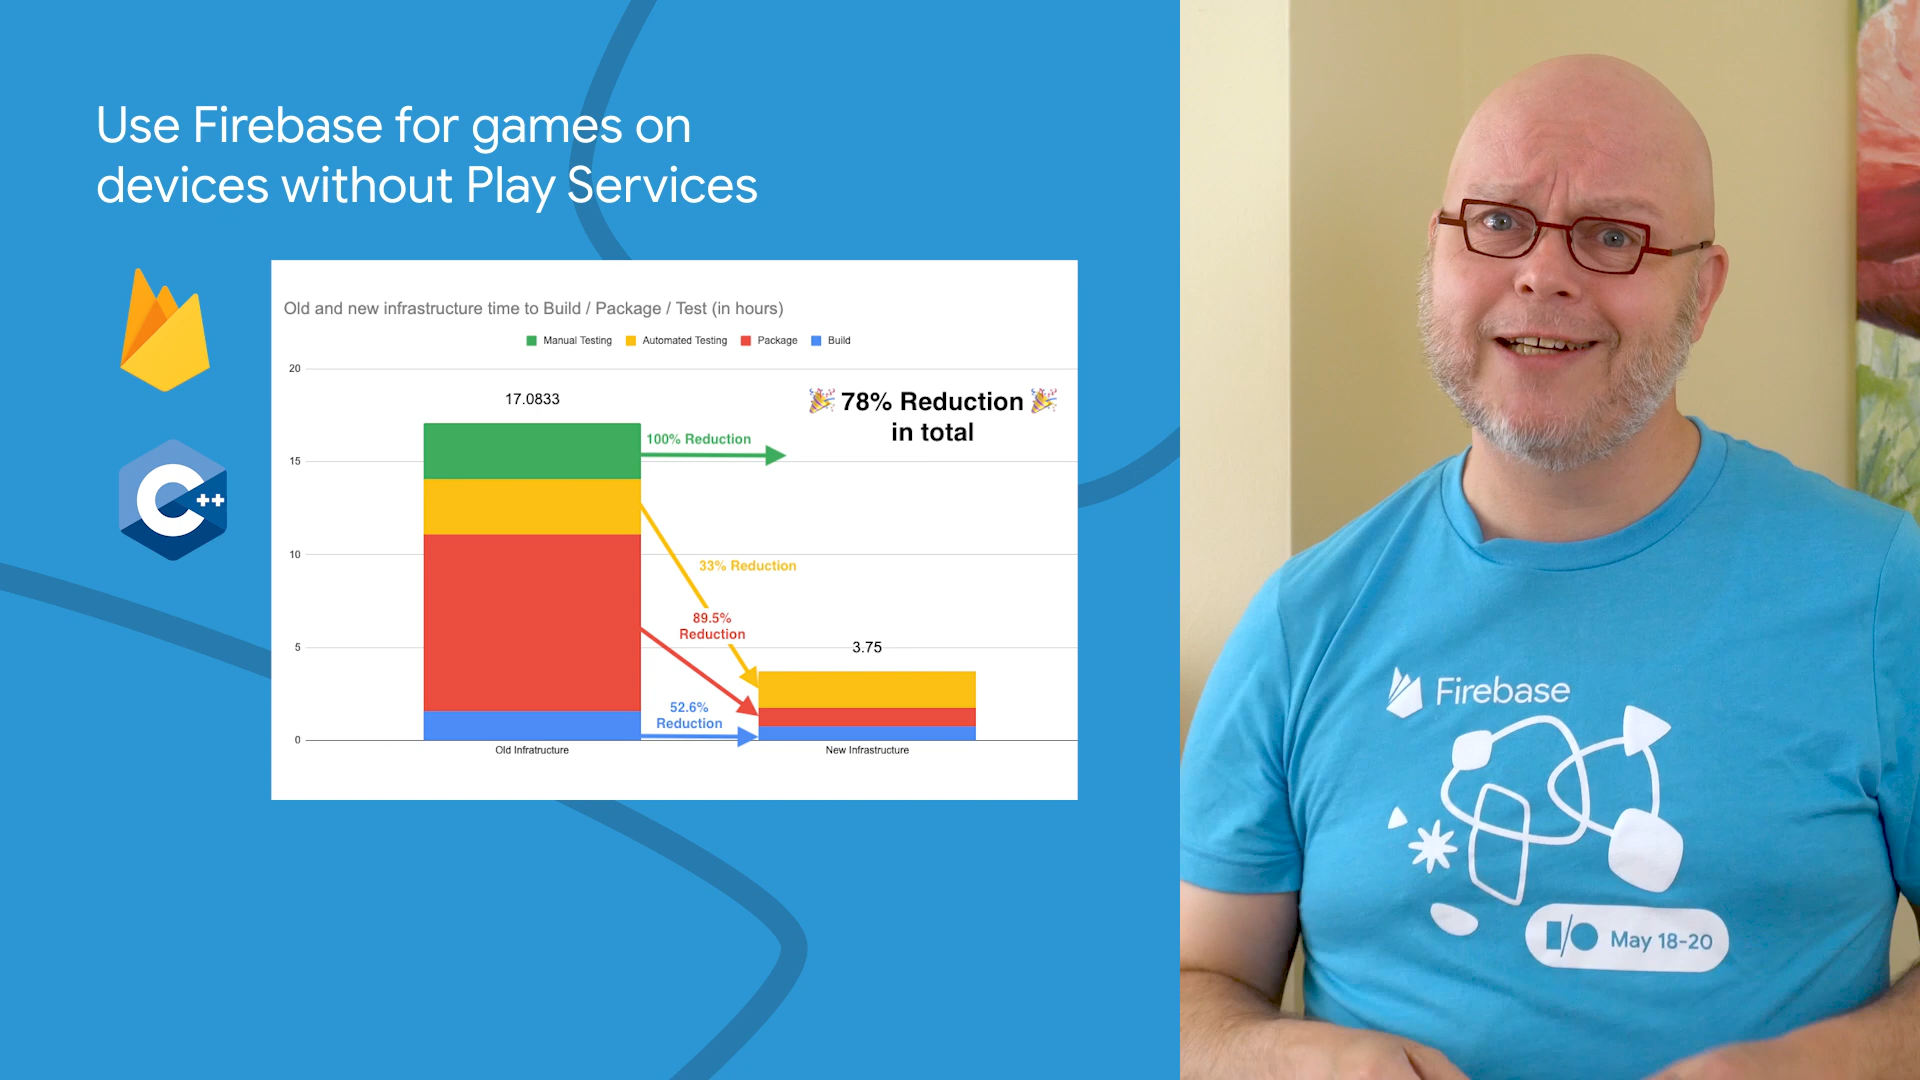 Use Firebase for games on
devices without Play Services
Old and new infrastructure time to Build / Package / Test (in hours)
Manual Testing
Automated Testing
Package
Build
20
15
10
5
0
17.0833
78% Reduction
in total
100% Reduction
33% Reduction
89.5%
Reduction
52.6%
Reduction
3.75
Old Infratructure
New Infrastructure
C++
Firebase
I/O May 18-20